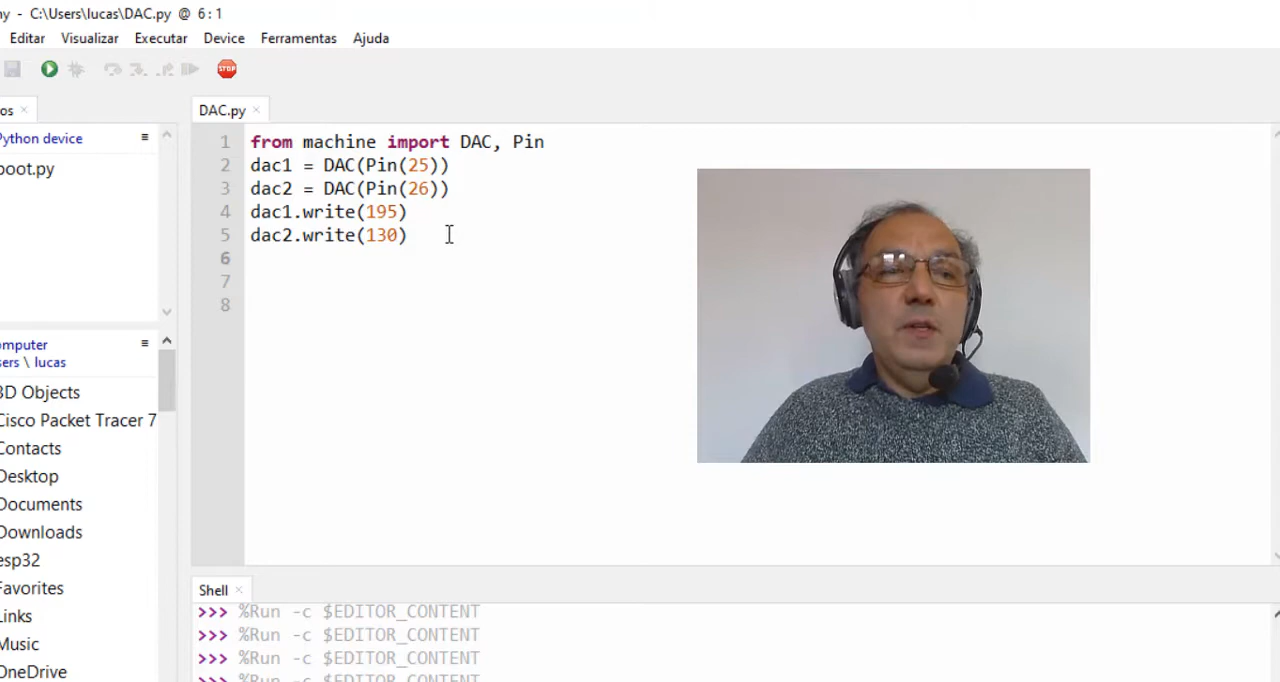 ny - C:\Users\lucas\DAC.py @ 6 : 1
Editar Visualizar Executar Device Ferramentas Ajuda
STOP
os ×
DAC.py ×
Python device
boot.py
1 from machine import DAC, Pin
2 dac1 = DAC(Pin(25))
3 dac2 = DAC(Pin(26))
4 dac1.write(195)
5 dac2.write(130)
6
7
8
omputer
sers \ lucas
3D Objects
Cisco Packet Tracer 7
Contacts
Desktop
Documents
Downloads
esp32
Favorites
Links
Music
OneDrive
Shell ×
>>> %Run -c $EDITOR_CONTENT
>>> %Run -c $EDITOR_CONTENT
>>> %Run -c $EDITOR_CONTENT